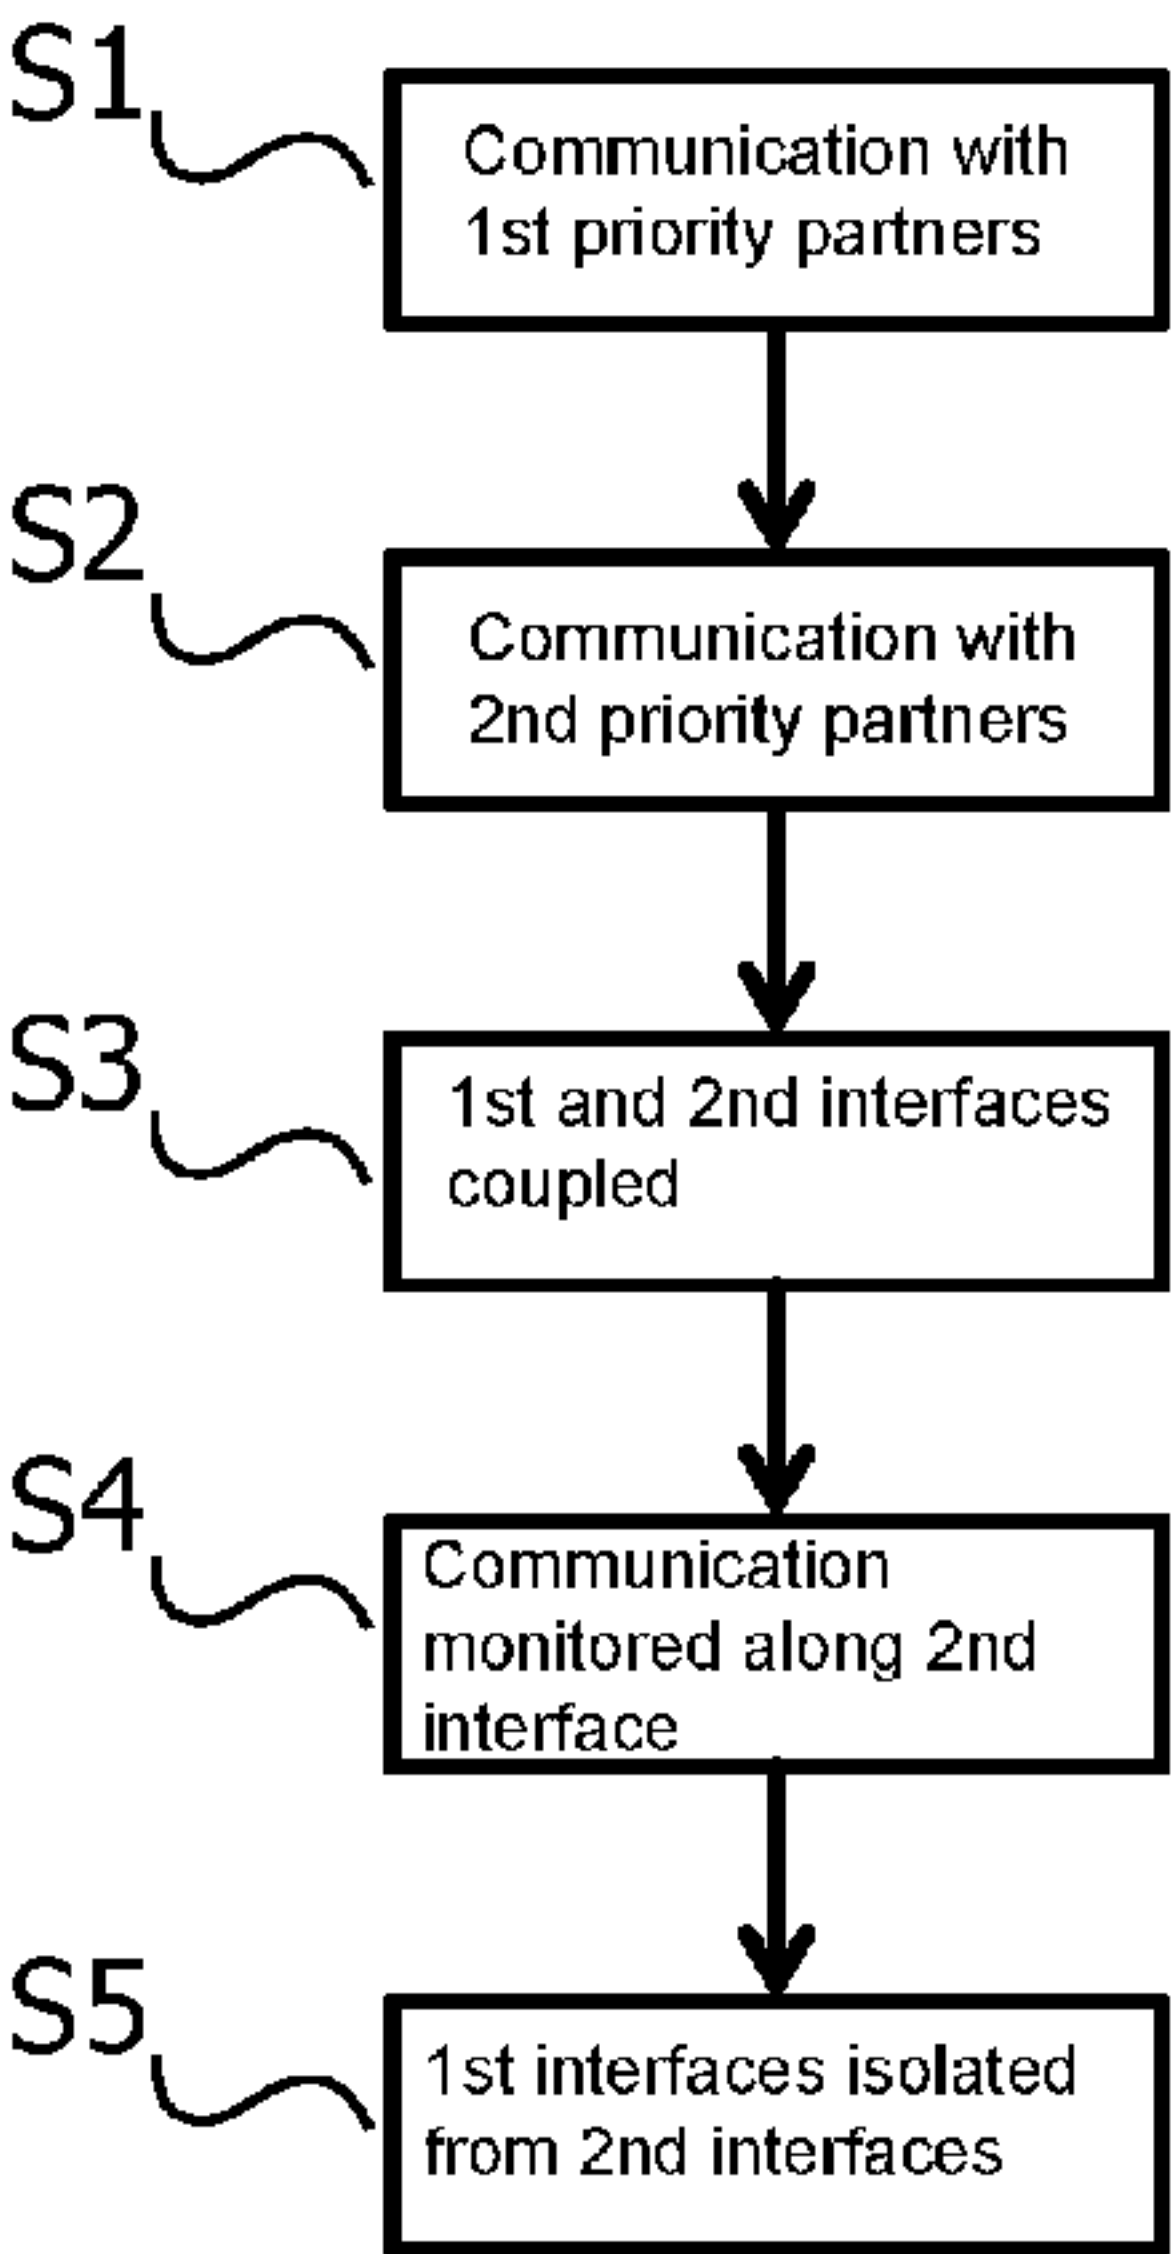 S1
Communication with
1st priority partners
S2
Communication with
2nd priority partners
S3
1st and 2nd interfaces
coupled
S4
Communication
monitored along 2nd
interface
S5
1st interfaces isolated
from 2nd interfaces